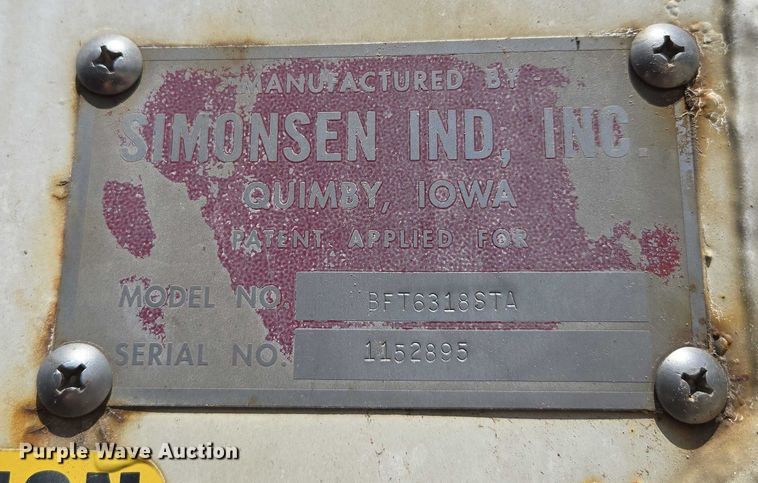 MANUFACTURED BY
SIMONSEN IND, INC.
QUIMBY, IOWA
PATENT APPLIED FOR
MODEL NO. BFT6318STA
SERIAL NO. 1152895
Purple Wave Auction